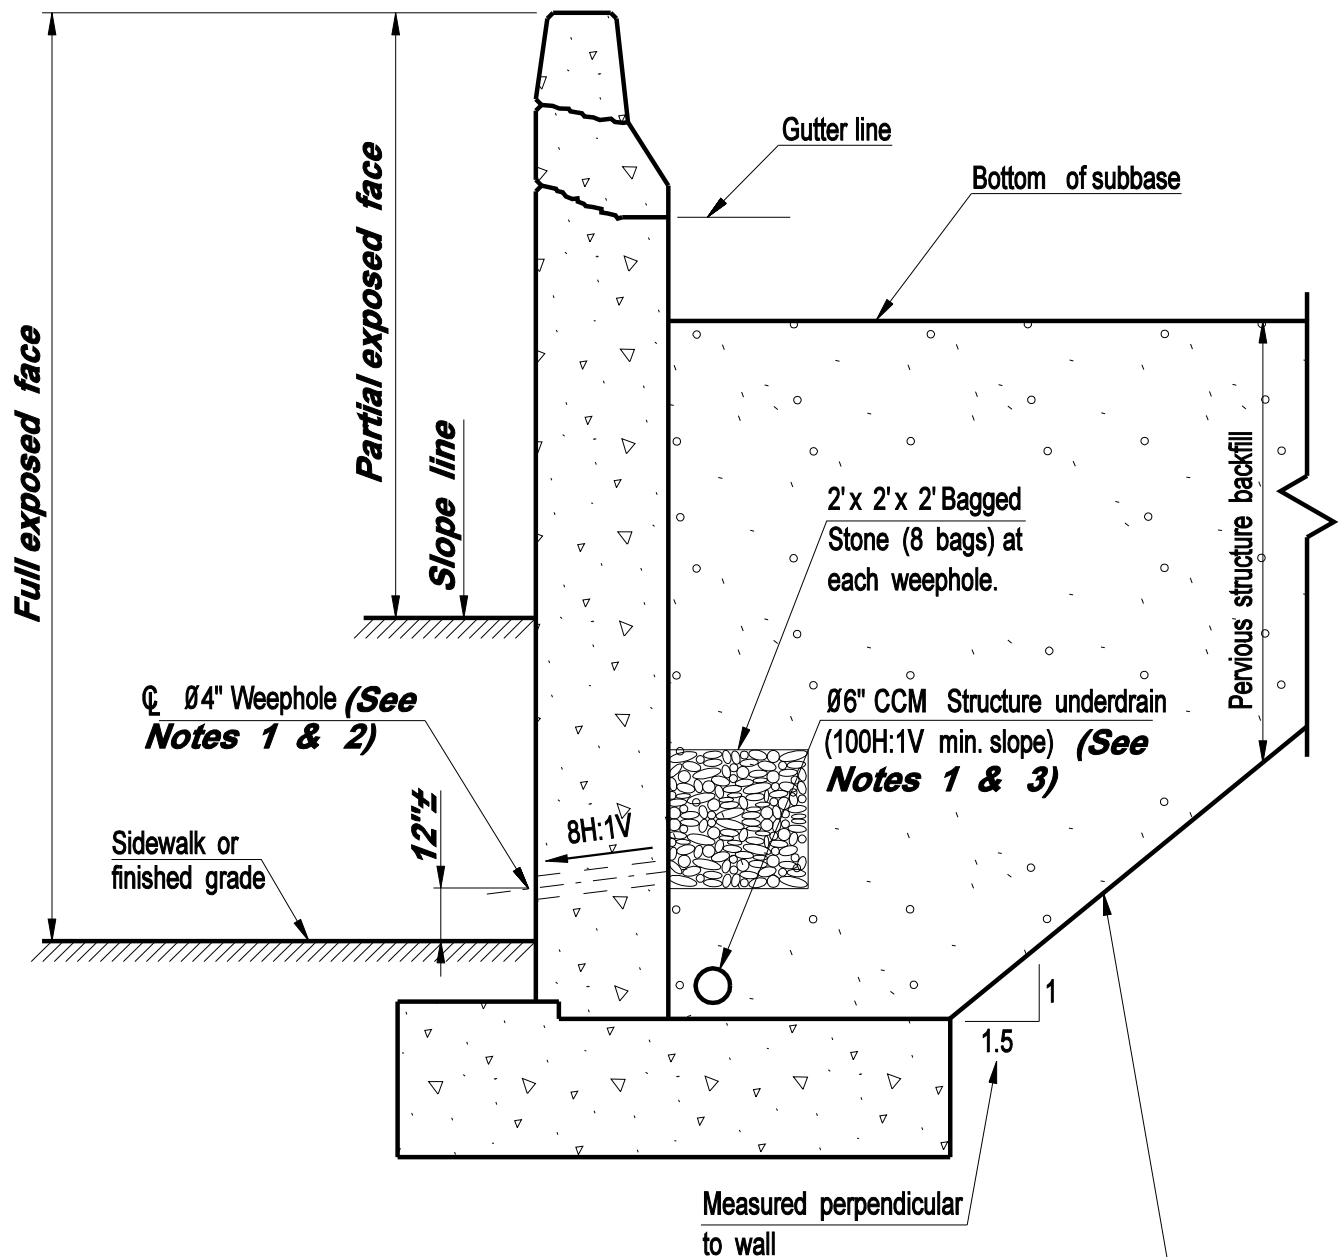 Gutter line
Bottom of subbase
Full exposed face
Partial exposed face
Slope line
2' x 2' x 2' Bagged
Stone (8 bags) at
each weephole.
Pervious structure backfill
℄ Ø4" Weephole (See
Notes 1 & 2)
Ø6" CCM Structure underdrain
(100H:1V min. slope) (See
Notes 1 & 3)
12"±
8H:1V
Sidewalk or
finished grade
1
1.5
Measured perpendicular
to wall